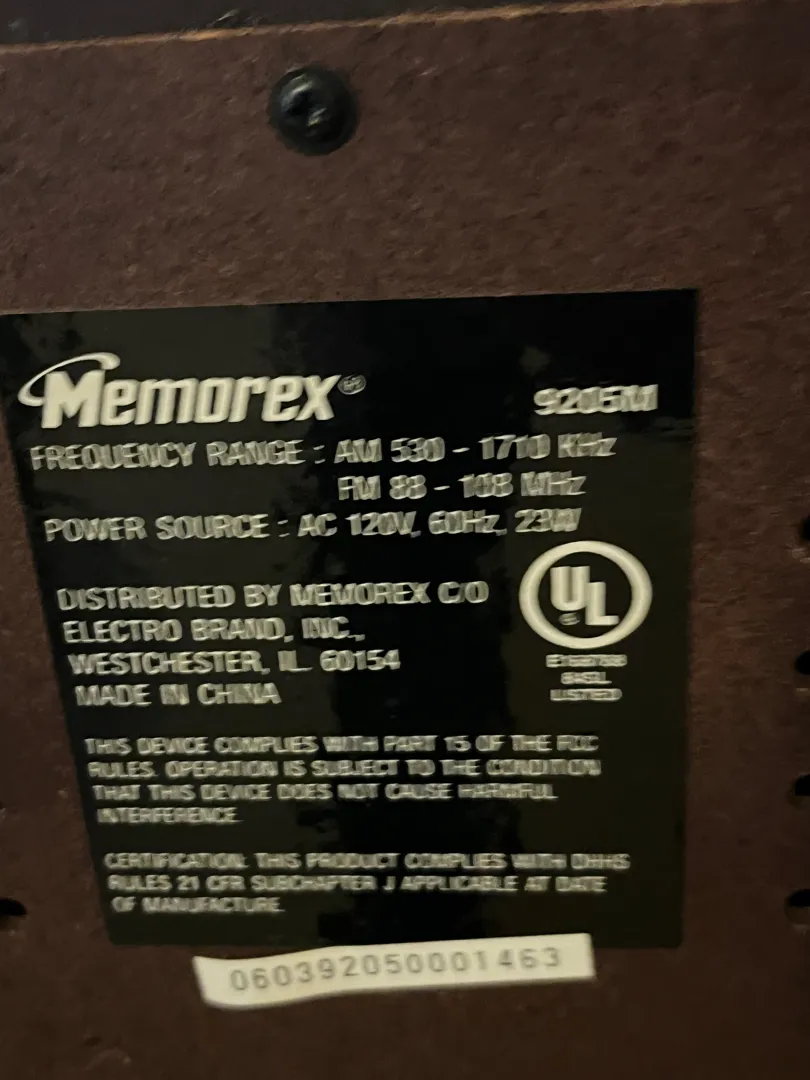 Memorex® 9205M
FREQUENCY RANGE : AM 530 - 1710 KHz
FM 88 - 108 MHz
POWER SOURCE : AC 120V, 60Hz, 23W
DISTRIBUTED BY MEMOREX C/O
ELECTRO BRAND, INC.,
WESTCHESTER, IL 60154
MADE IN CHINA
UL
LISTED
THIS DEVICE COMPLIES WITH PART 15 OF THE FCC
RULES. OPERATION IS SUBJECT TO THE CONDITION
THAT THIS DEVICE DOES NOT CAUSE HARMFUL
INTERFERENCE.
CERTIFICATION: THIS PRODUCT COMPLIES WITH DHHS
RULES 21 CFR SUBCHAPTER J APPLICABLE AT DATE
OF MANUFACTURE.
060392050001463